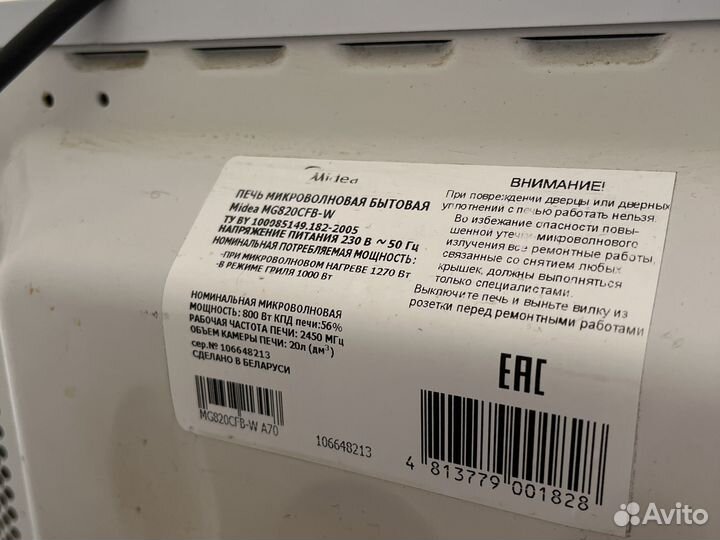 Midea
ПЕЧЬ МИКРОВОЛНОВАЯ БЫТОВАЯ
Midea MG820CFB-W
ТУ BY 100085149.182-2005
НАПРЯЖЕНИЕ ПИТАНИЯ 230 В ~ 50 Гц
НОМИНАЛЬНАЯ ПОТРЕБЛЯЕМАЯ МОЩНОСТЬ:
-ПРИ МИКРОВОЛНОВОМ НАГРЕВЕ 1270 Вт
-В РЕЖИМЕ ГРИЛЯ 1000 Вт
НОМИНАЛЬНАЯ МИКРОВОЛНОВАЯ
МОЩНОСТЬ: 800 Вт КПД печи:56%
РАБОЧАЯ ЧАСТОТА ПЕЧИ: 2450 МГц
ОБЪЕМ КАМЕРЫ ПЕЧИ: 20л (дм³)
сер.№ 106648213
СДЕЛАНО В БЕЛАРУСИ
MG820CFB-W A70
106648213
ВНИМАНИЕ!
При повреждении дверцы или дверных
уплотнений с печью работать нельзя.
Во избежание опасности повы-
шенной утечки микроволнового
излучения все ремонтные работы,
связанные со снятием любых
крышек, должны выполняться
только специалистами.
Выключите печь и выньте вилку из
розетки перед ремонтными работами
EAC
4 813779 001828
Avito